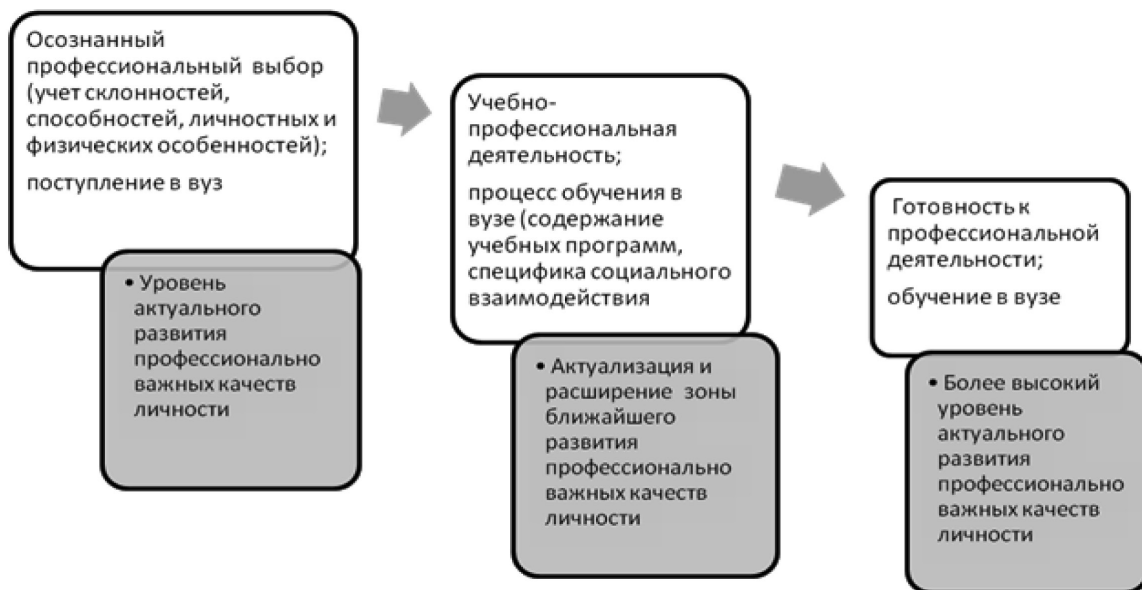 Осознанный
профессиональный выбор
(учет склонностей,
способностей, личностных и
физических особенностей);
поступление в вуз
• Уровень
актуального
развития
профессионально
важных качеств
личности
Учебно-
профессиональная
деятельность;
процесс обучения в
вузе (содержание
учебных программ,
специфика социального
взаимодействия
• Актуализация и
расширение зоны
ближайшего
развития
профессионально
важных качеств
личности
Готовность к
профессиональной
деятельности;
обучение в вузе
• Более высокий
уровень
актуального
развития
профессионально
важных качеств
личности